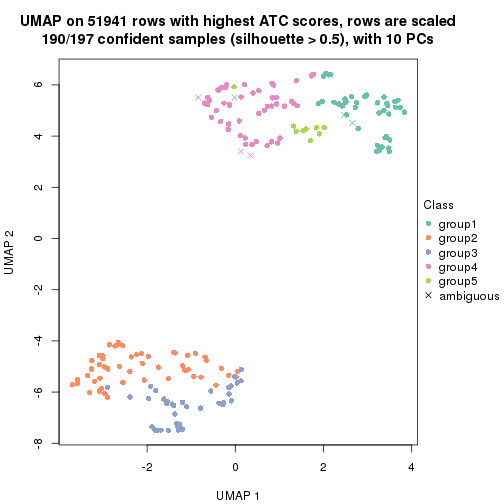 UMAP on 51941 rows with highest ATC scores, rows are scaled
190/197 confident samples (silhouette > 0.5), with 10 PCs
6
4
2
0
-2
-4
-6
-8
UMAP 2
-2
0
2
4
UMAP 1
Class
group1
group2
group3
group4
group5
ambiguous